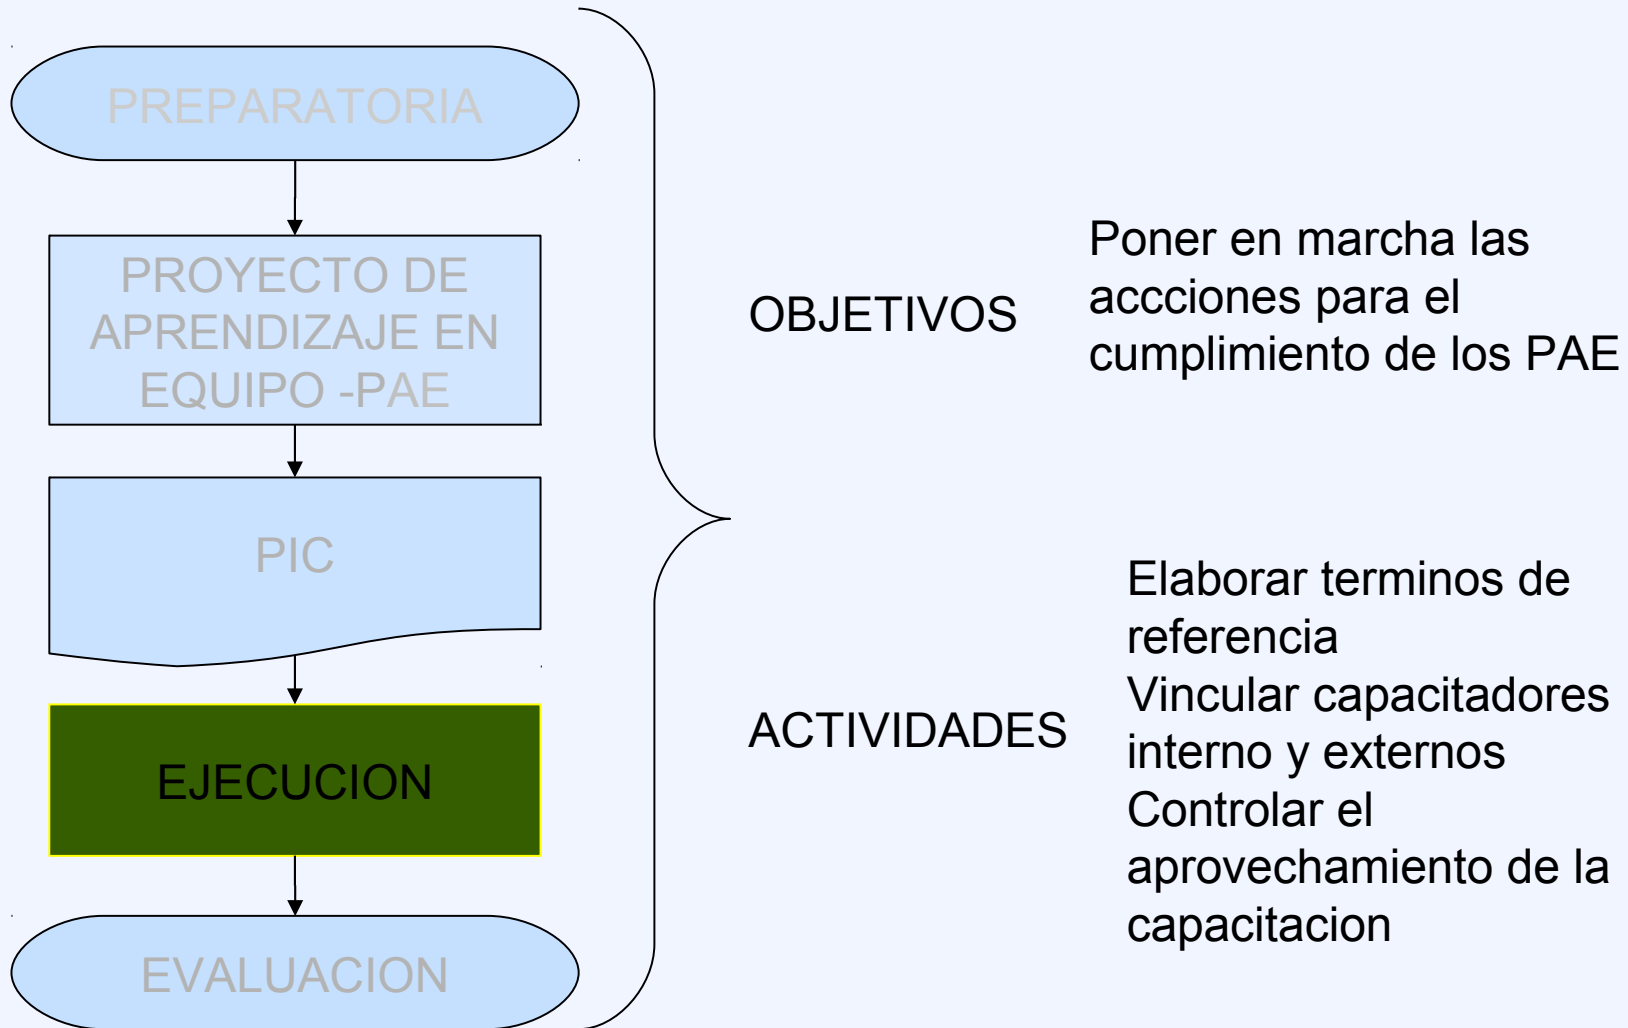 PREPARATORIA
PROYECTO DE
APRENDIZAJE EN
EQUIPO -PAE
PIC
EJECUCION
EVALUACION
OBJETIVOS
Poner en marcha las
accciones para el
cumplimiento de los PAE
ACTIVIDADES
Elaborar terminos de
referencia
Vincular capacitadores
interno y externos
Controlar el
aprovechamiento de la
capacitacion